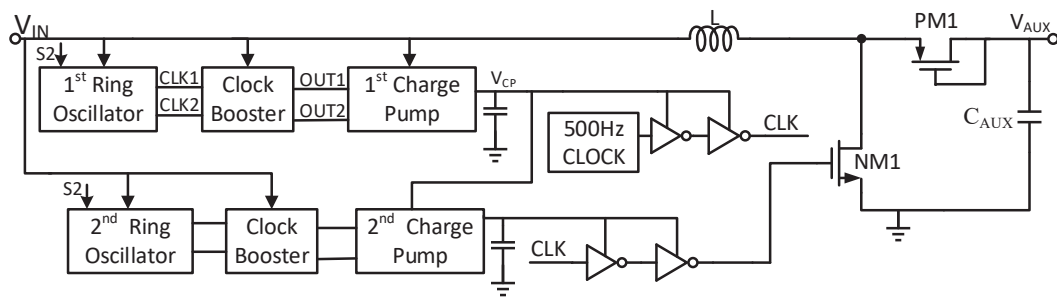 V_IN
L
PM1
V_AUX
S2
1st Ring
Oscillator
CLK1
CLK2
Clock
Booster
OUT1
OUT2
1st Charge
Pump
V_CP
500Hz
CLOCK
CLK
C_AUX
NM1
S2
2nd Ring
Oscillator
Clock
Booster
2nd Charge
Pump
CLK